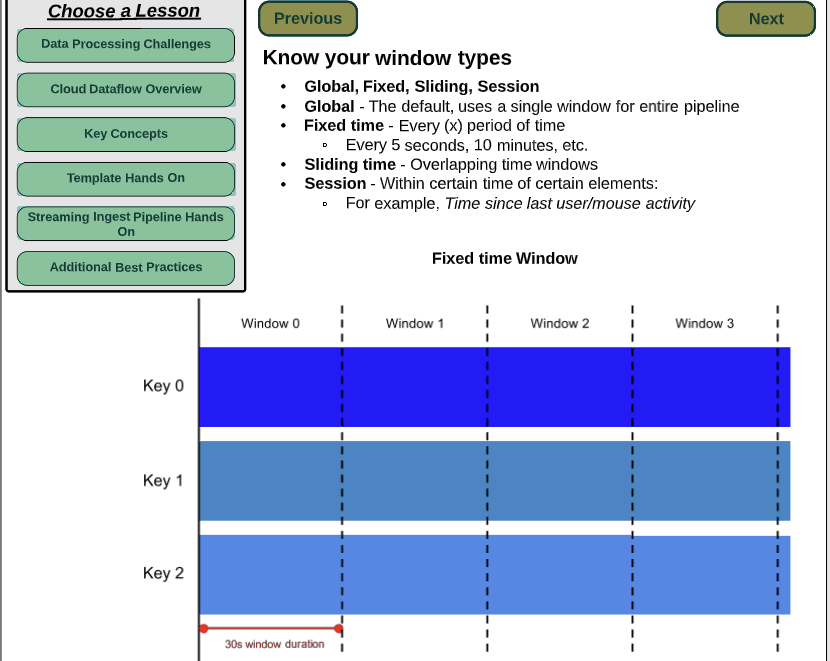 Choose a Lesson
Data Processing Challenges
Cloud Dataflow Overview
Key Concepts
Template Hands On
Streaming Ingest Pipeline Hands
On
Additional Best Practices
Previous
Next
Know your window types
• Global, Fixed, Sliding, Session
• Global - The default, uses a single window for entire pipeline
• Fixed time - Every (x) period of time
▫ Every 5 seconds, 10 minutes, etc.
• Sliding time - Overlapping time windows
• Session - Within certain time of certain elements:
▫ For example, Time since last user/mouse activity
Fixed time Window
Window 0 Window 1 Window 2 Window 3
Key 0
Key 1
Key 2
30s window duration